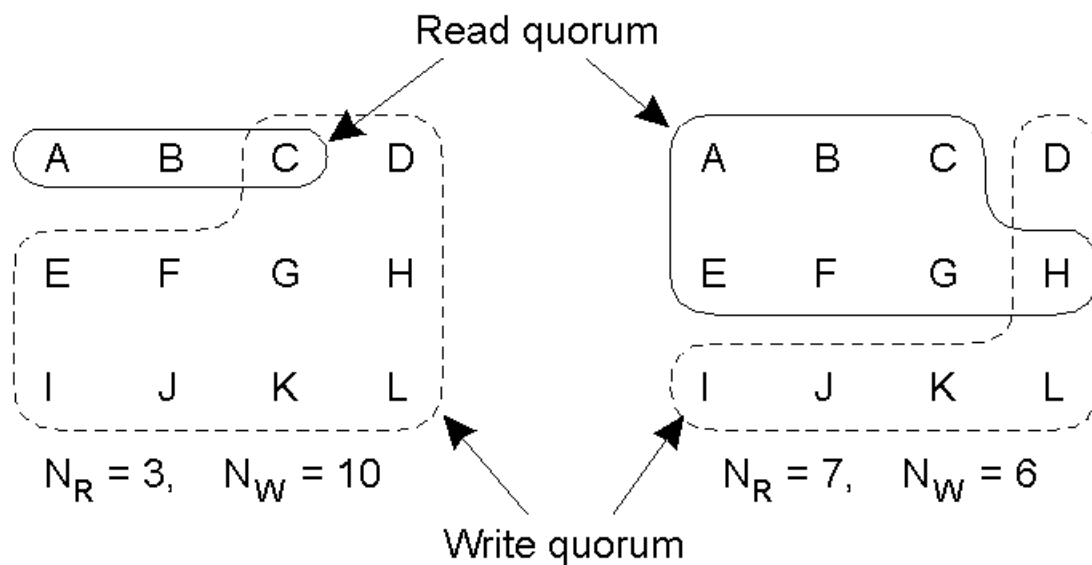 Read quorum
A B C D A B C D
E F G H E F G H
I J K L I J K L
N_R = 3, N_W = 10 N_R = 7, N_W = 6
Write quorum